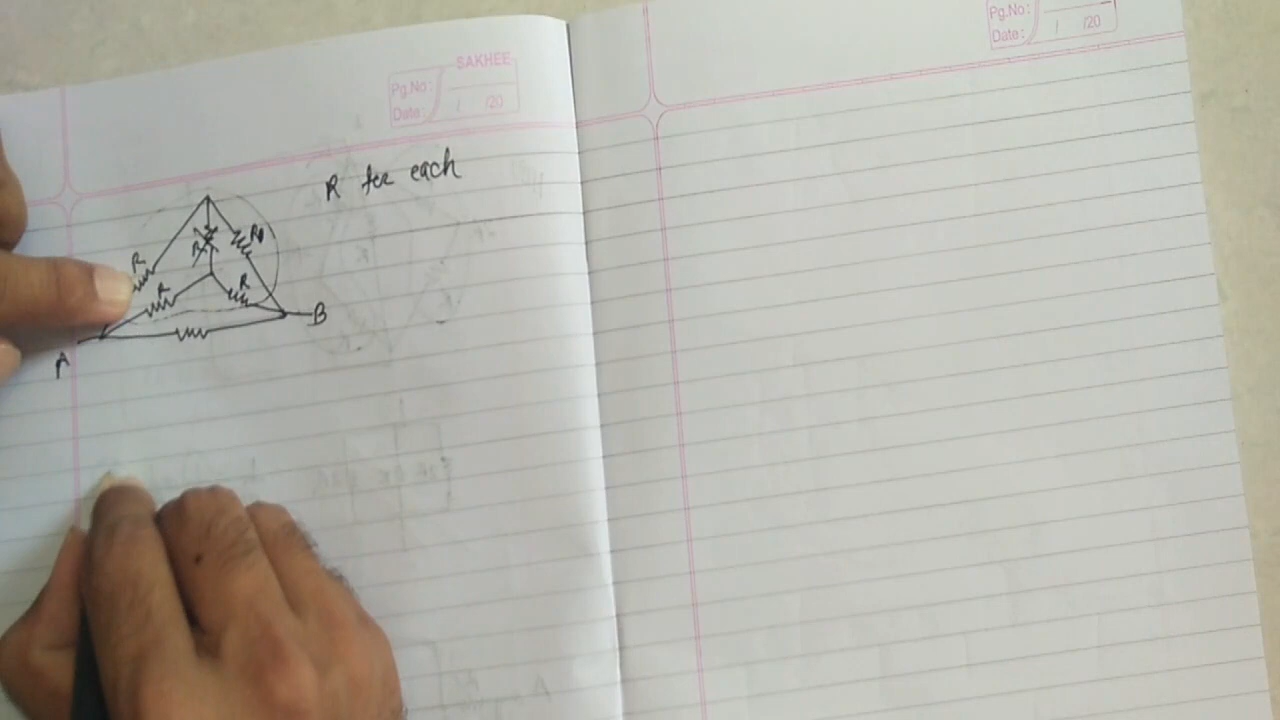 SAKHEE
Pg.No:
Date: / /20
Pg.No:
Date: / /20
R for each
R
R
R
R
R
A
B